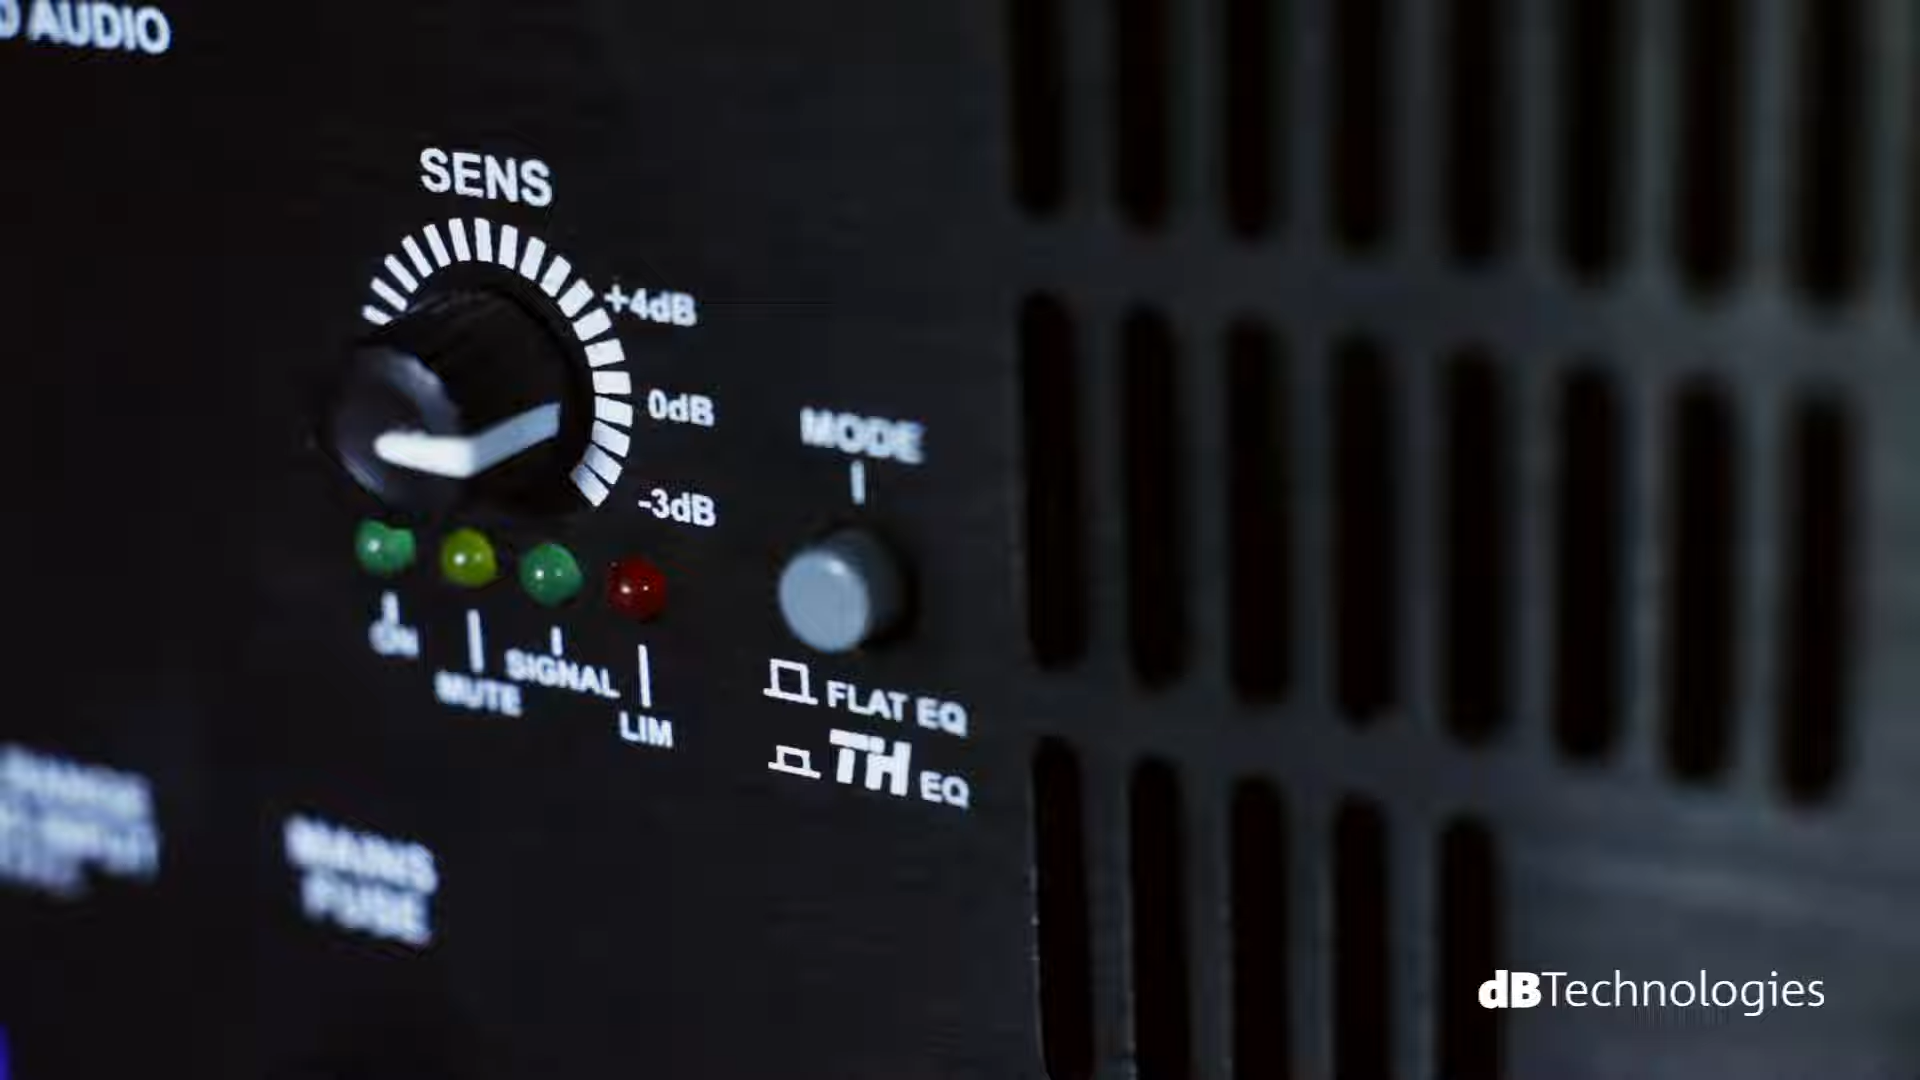 D AUDIO
SENS
+4dB
0dB
-3dB
MODE
ON
MUTE
SIGNAL
LIM
FLAT EQ
TH EQ
MAINS
FUSE
dBTechnologies